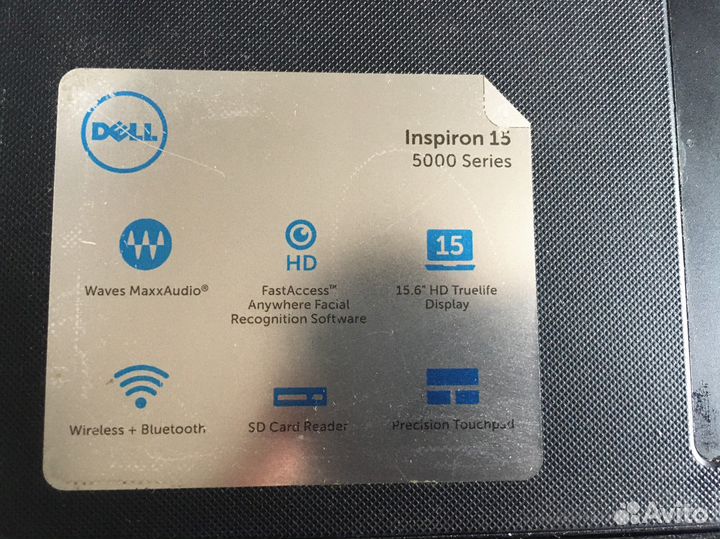 DELL
Inspiron 15
5000 Series
HD
15
Waves MaxxAudio®
FastAccess™
Anywhere Facial
Recognition Software
15.6" HD Truelife
Display
Wireless + Bluetooth
SD Card Reader
Precision Touchpad
Avito